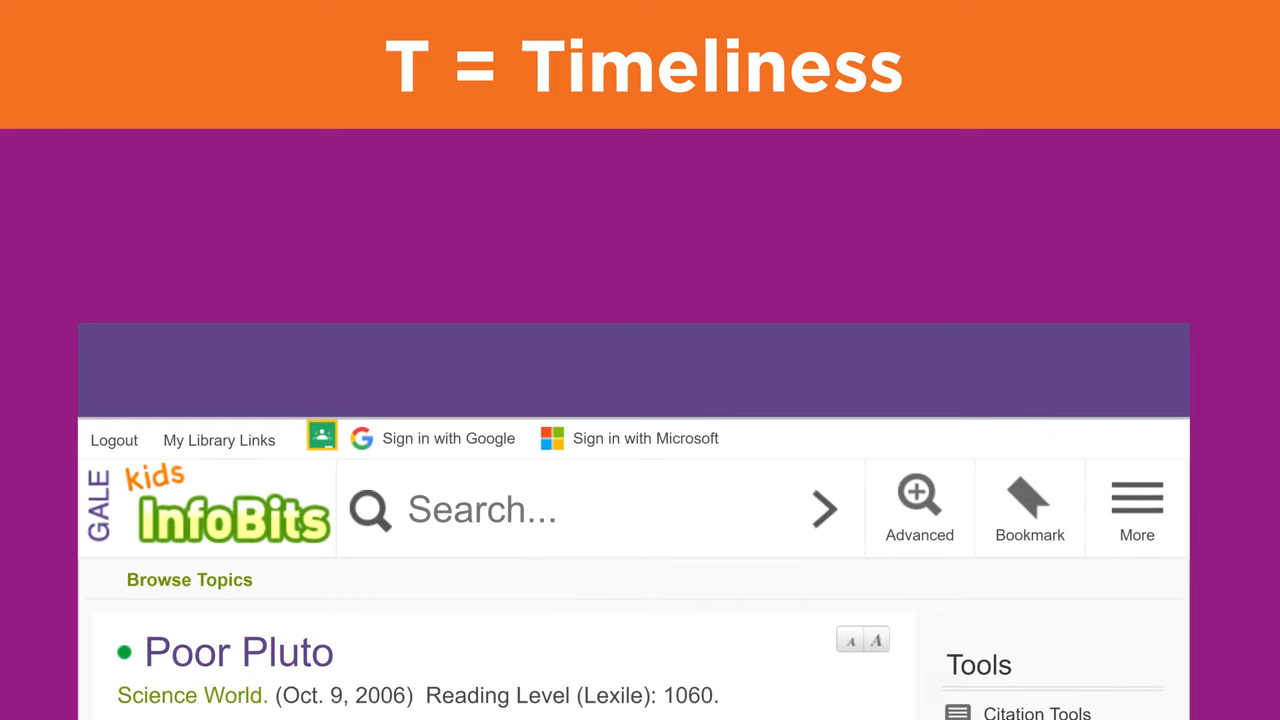 T = Timeliness
Logout My Library Links Sign in with Google Sign in with Microsoft
GALE kids InfoBits Search... Advanced Bookmark More
Browse Topics
Poor Pluto A A
Science World. (Oct. 9, 2006) Reading Level (Lexile): 1060.
Tools
Citation Tools